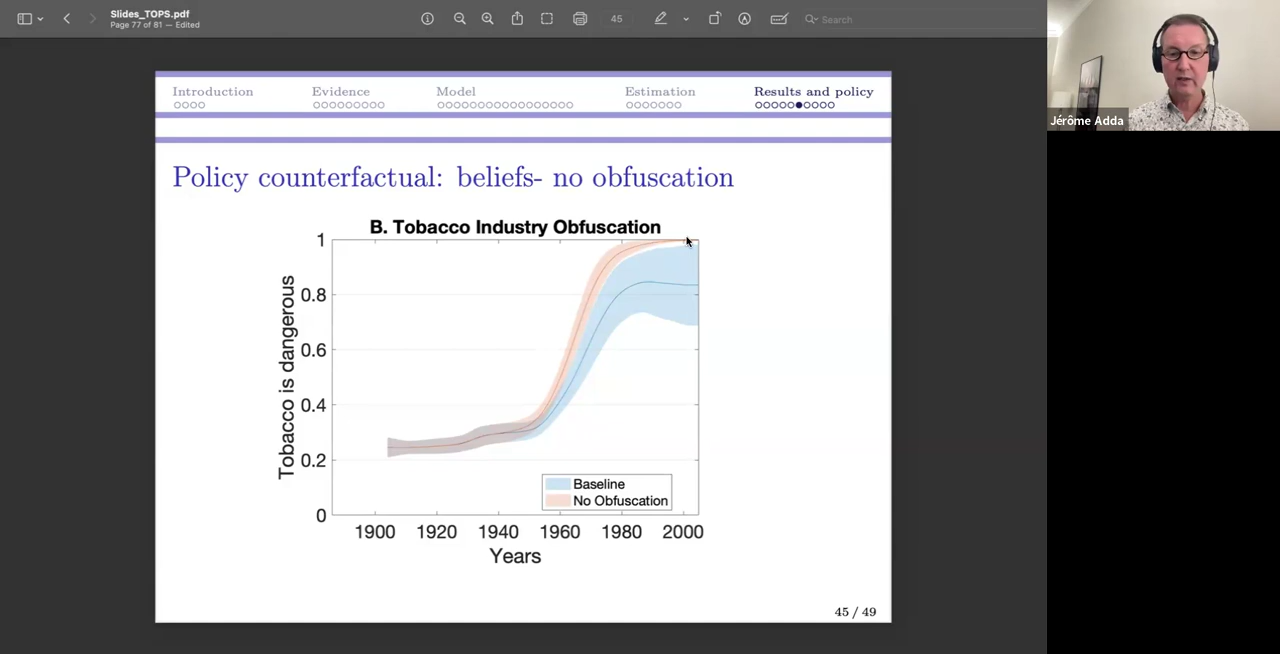 Slides_TOPS.pdf
Page 77 of 81 — Edited
45
Search
Jérôme Adda
Introduction Evidence Model Estimation Results and policy
Policy counterfactual: beliefs- no obfuscation
B. Tobacco Industry Obfuscation
Tobacco is dangerous
1
0.8
0.6
0.4
0.2
0
Baseline
No Obfuscation
1900 1920 1940 1960 1980 2000
Years
45 / 49